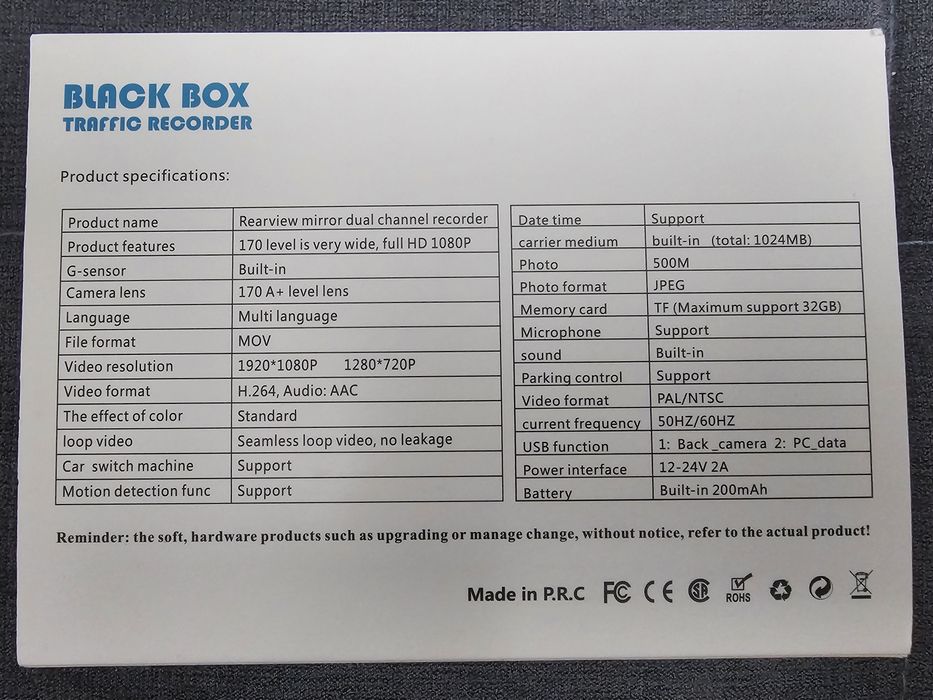 BLACK BOX
TRAFFIC RECORDER
Product specifications:
Product name Rearview mirror dual channel recorder
Product features 170 level is very wide, full HD 1080P
G-sensor Built-in
Camera lens 170 A+ level lens
Language Multi language
File format MOV
Video resolution 1920*1080P 1280*720P
Video format H.264, Audio: AAC
The effect of color Standard
loop video Seamless loop video, no leakage
Car switch machine Support
Motion detection func Support
Date time Support
carrier medium built-in (total: 1024MB)
Photo 500M
Photo format JPEG
Memory card TF (Maximum support 32GB)
Microphone Support
sound Built-in
Parking control Support
Video format PAL/NTSC
current frequency 50HZ/60HZ
USB function 1: Back_camera 2: PC_data
Power interface 12-24V 2A
Battery Built-in 200mAh
Reminder: the soft, hardware products such as upgrading or manage change, without notice, refer to the actual product!
Made in P.R.C FC CE SR ROHS